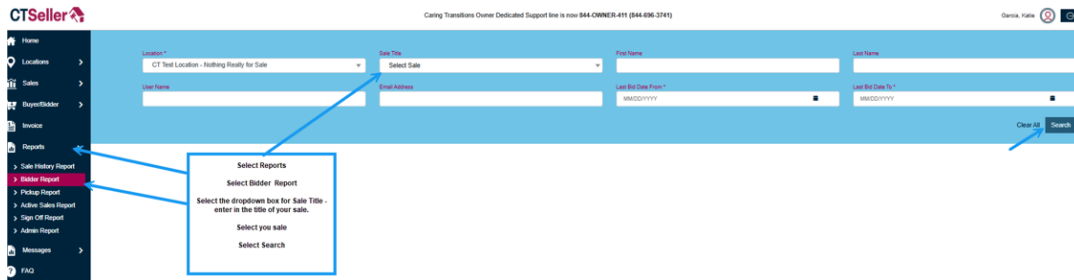 CTSeller
Caring Transitions Owner Dedicated Support line is now 844-OWNER-411 (844-696-3741)
Garcia, Katie
Home
Locations
Sales
Buyer/Bidder
Invoice
Reports
Sale History Report
Bidder Report
Pickup Report
Active Sales Report
Sign Off Report
Admin Report
Messages
FAQ
Location *
Sale Title
First Name
Last Name
CT Test Location - Nothing Really for Sale
Select Sale
User Name
Email Address
Last Bid Date From *
Last Bid Date To *
MM/DD/YYYY
MM/DD/YYYY
Clear All
Search
Select Reports
Select Bidder Report
Select the dropdown box for Sale Title -
enter in the title of your sale.
Select you sale
Select Search